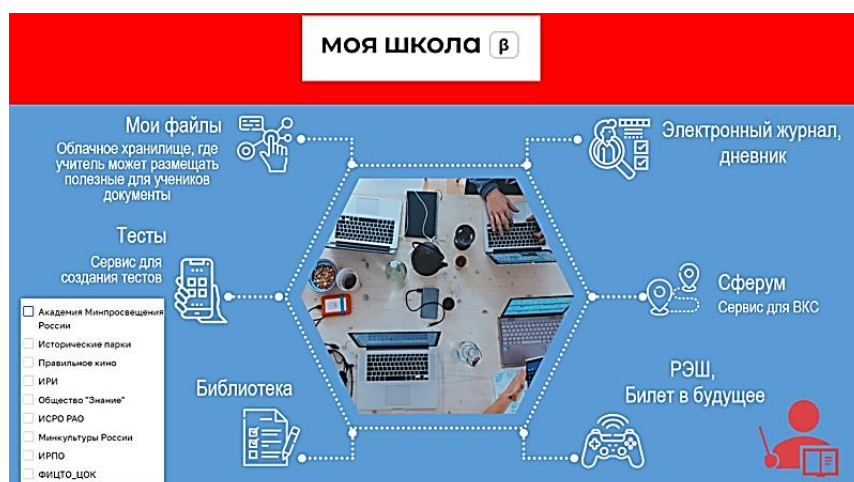 моя школа β
Мои файлы
Облачное хранилище, где
учитель может размещать
полезные для учеников
документы
Тесты
Сервис для
создания тестов
Академия Минпросвещения
России
Исторические парки
Правильное кино
ИРИ
Общество "Знание"
ИСРО РАО
Минкультуры России
ИРПО
ФИЦТО_ЦОК
Библиотека
Электронный журнал,
дневник
Сферум
Сервис для ВКС
РЭШ,
Билет в будущее